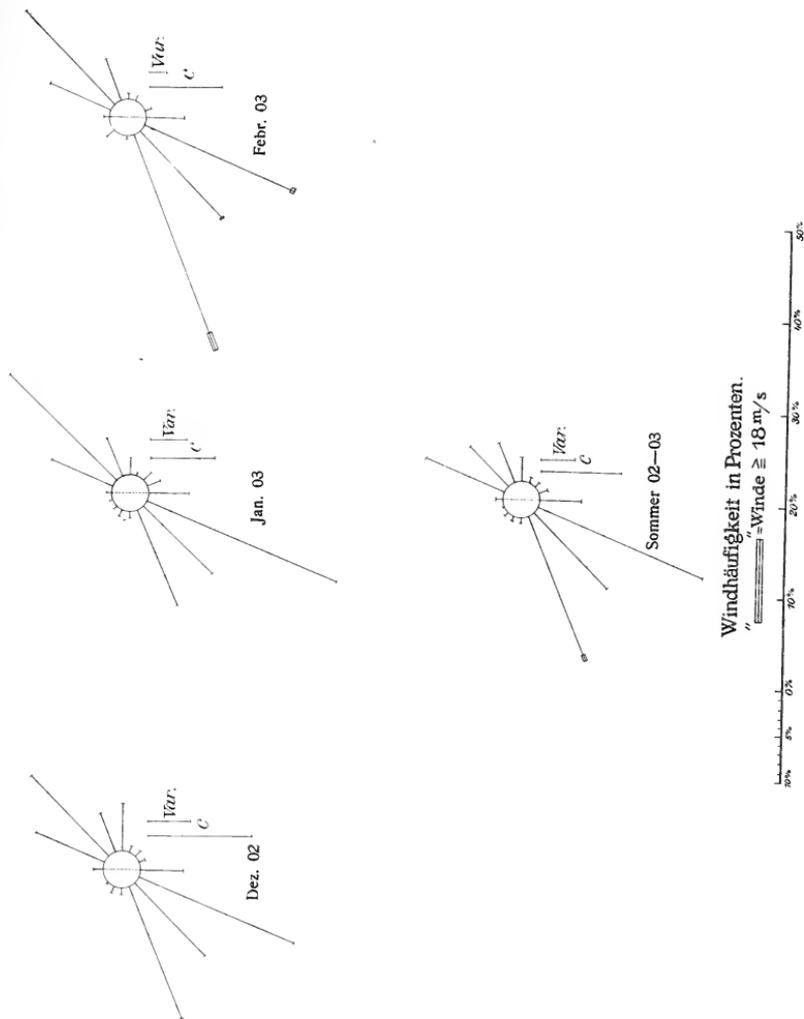 Dez. 02
Var.
C
Jan. 03
Var.
C
Febr. 03
Var.
C
Sommer 02—03
Var.
C
Windhäufigkeit in Prozenten.
" " =Winde ≧ 18 m/s
10% 5% 0% 10% 20% 30% 40% 50%